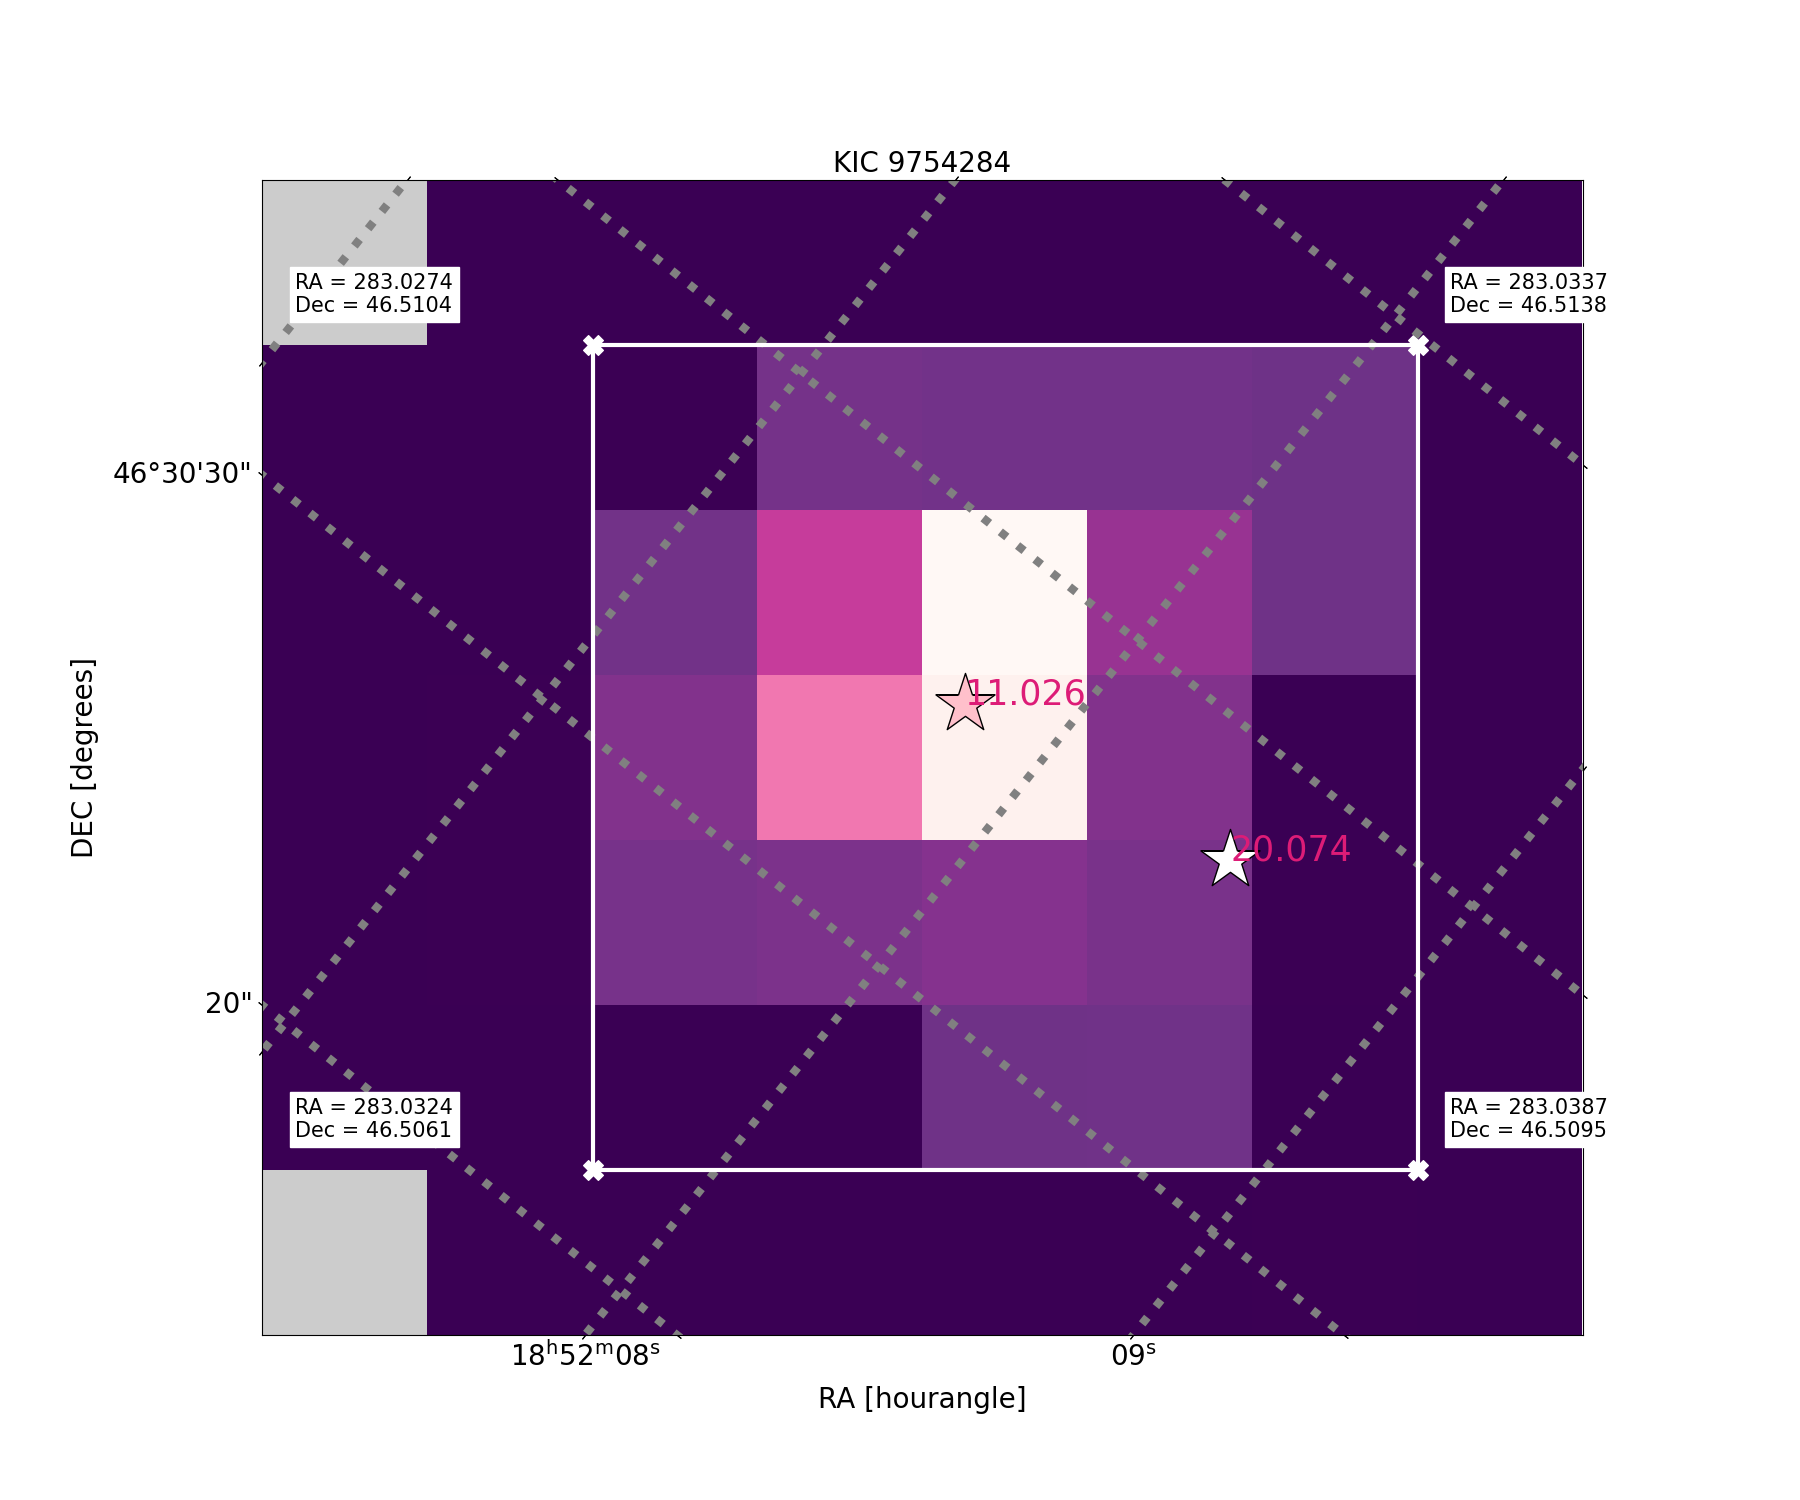 KIC 9754284
RA = 283.0274
Dec = 46.5104
RA = 283.0337
Dec = 46.5138
46°30'30"
11.026
20.074
DEC [degrees]
20"
RA = 283.0324
Dec = 46.5061
RA = 283.0387
Dec = 46.5095
18ʰ52ᵐ08ˢ
09ˢ
RA [hourangle]